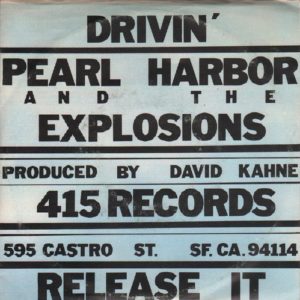 DRIVIN'
PEARL HARBOR
AND THE
EXPLOSIONS
PRODUCED BY DAVID KAHNE
415 RECORDS
595 CASTRO ST. SF. CA. 94114
RELEASE IT